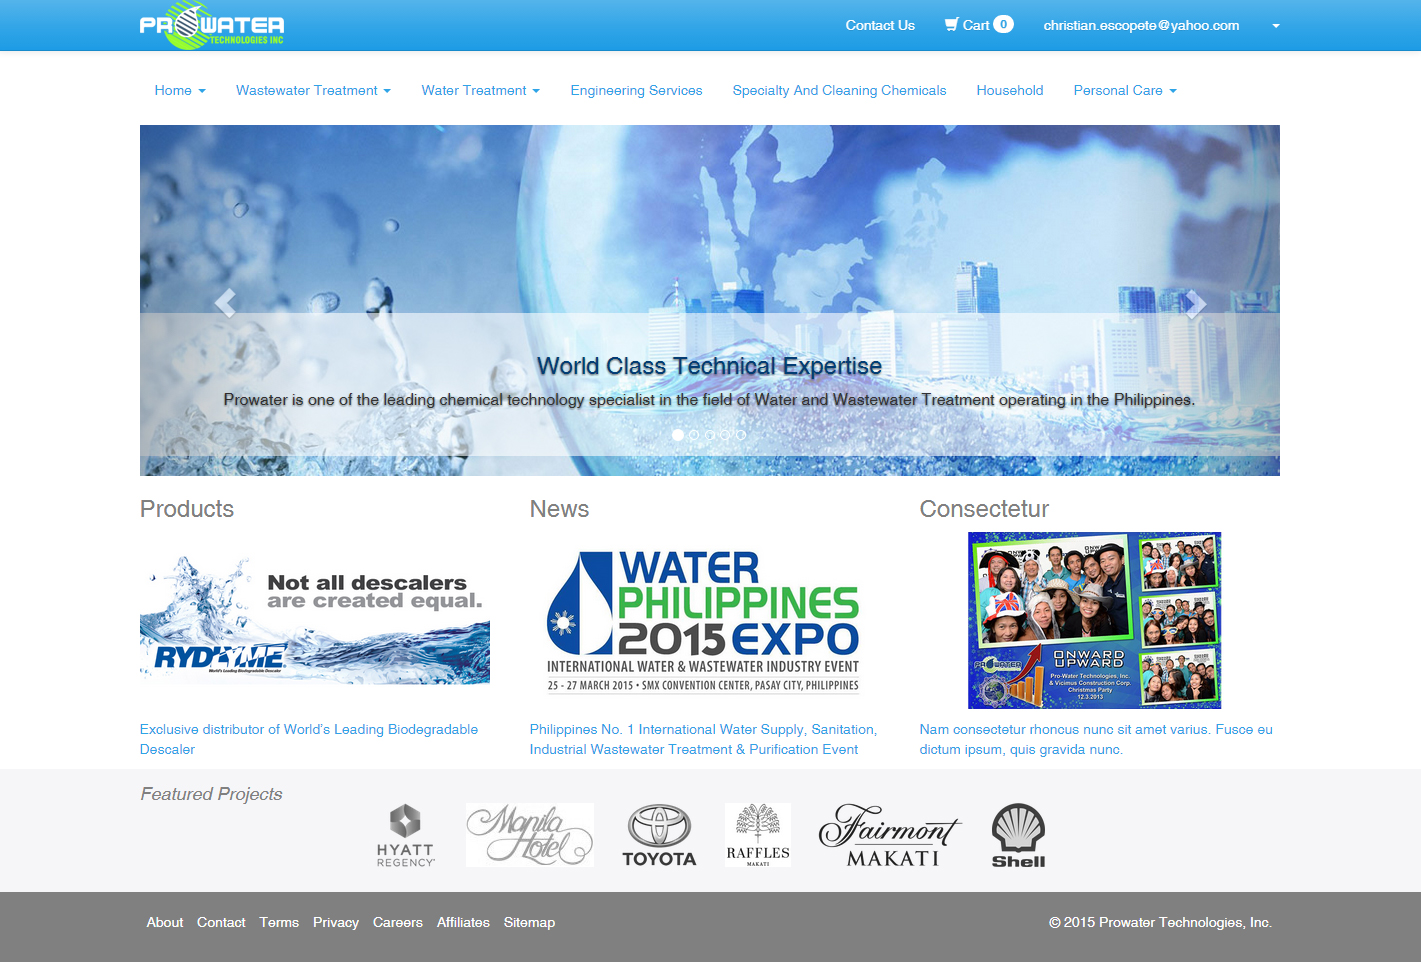 PROWATER
TECHNOLOGIES INC
Contact Us
Cart 0
christian.escopete@yahoo.com
Home
Wastewater Treatment
Water Treatment
Engineering Services
Specialty And Cleaning Chemicals
Household
Personal Care
World Class Technical Expertise
Prowater is one of the leading chemical technology specialist in the field of Water and Wastewater Treatment operating in the Philippines.
Products
Not all descalers
are created equal.
RYDLYME
World's Leading Biodegradable Descaler
Exclusive distributor of World's Leading Biodegradable
Descaler
News
WATER
PHILIPPINES
2015 EXPO
INTERNATIONAL WATER & WASTEWATER INDUSTRY EVENT
25 - 27 MARCH 2015 • SMX CONVENTION CENTER, PASAY CITY, PHILIPPINES
Philippines No. 1 International Water Supply, Sanitation,
Industrial Wastewater Treatment & Purification Event
Consectetur
PROWATER
ONWARD
UPWARD
Pro-Water Technologies, Inc.
& Vicimus Construction Corp.
Christmas Party
12.3.2013
Nam consectetur rhoncus nunc sit amet varius. Fusce eu
dictum ipsum, quis gravida nunc.
Featured Projects
HYATT
REGENCY
Manila
Hotel
TOYOTA
RAFFLES
MAKATI
Fairmont
MAKATI
Shell
About
Contact
Terms
Privacy
Careers
Affiliates
Sitemap
© 2015 Prowater Technologies, Inc.